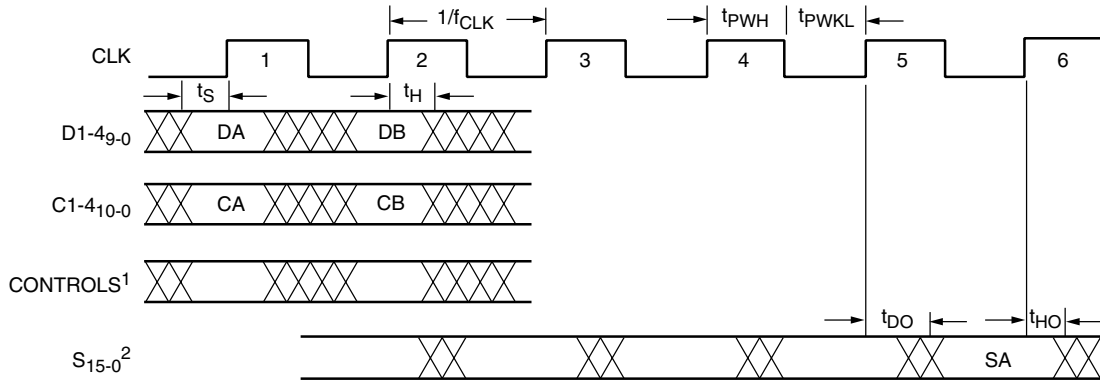 1/fCLK tPWH tPWKL
CLK 1 2 3 4 5 6
tS tH
D1-49-0 DA DB
C1-410-0 CA CB
CONTROLS1
tDO tHO
S15-02 SA